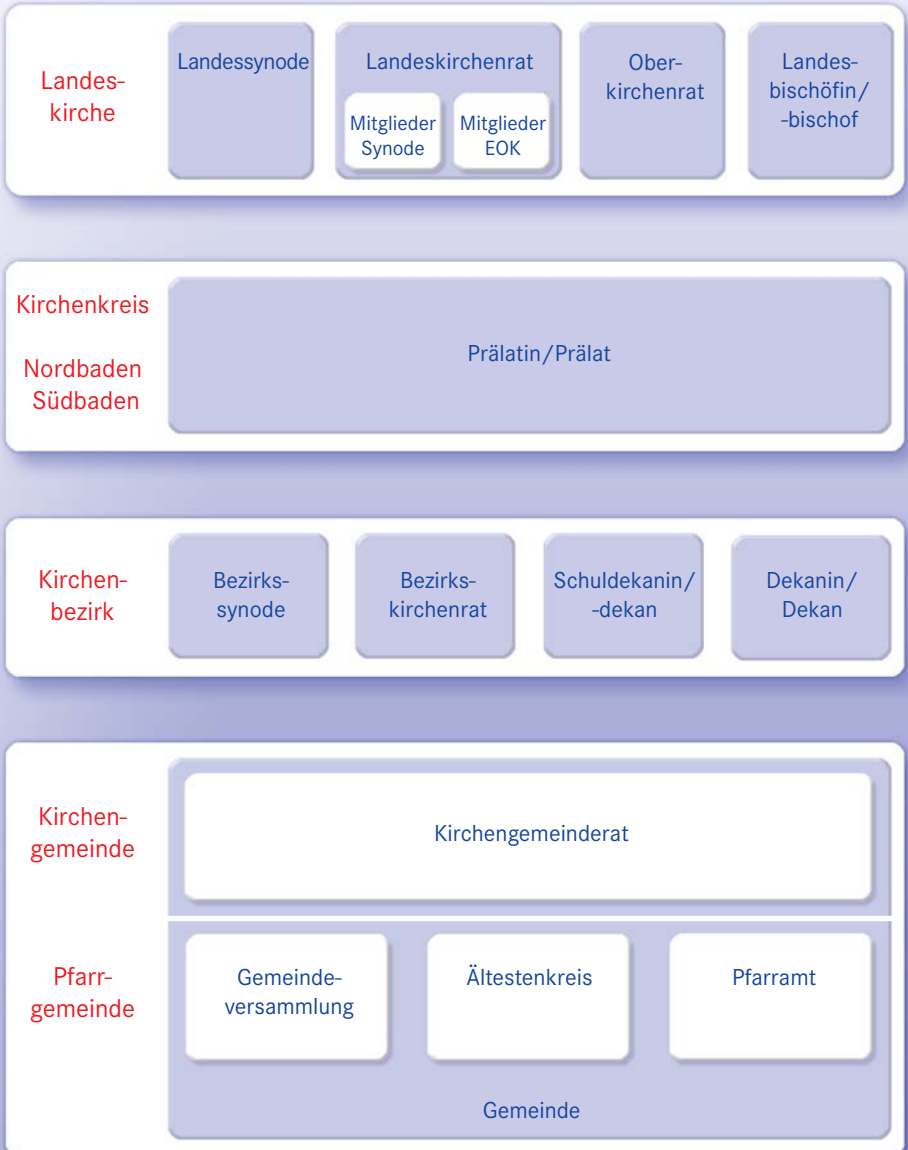 Landes-
kirche
Landessynode
Landeskirchenrat
Mitglieder
Synode
Mitglieder
EOK
Ober-
kirchenrat
Landes-
bischöfin/
-bischof
Kirchenkreis
Nordbaden
Südbaden
Prälatin/Prälat
Kirchen-
bezirk
Bezirks-
synode
Bezirks-
kirchenrat
Schuldekanin/
-dekan
Dekanin/
Dekan
Kirchen-
gemeinde
Kirchengemeinderat
Pfarr-
gemeinde
Gemeinde-
versammlung
Ältestenkreis
Pfarramt
Gemeinde